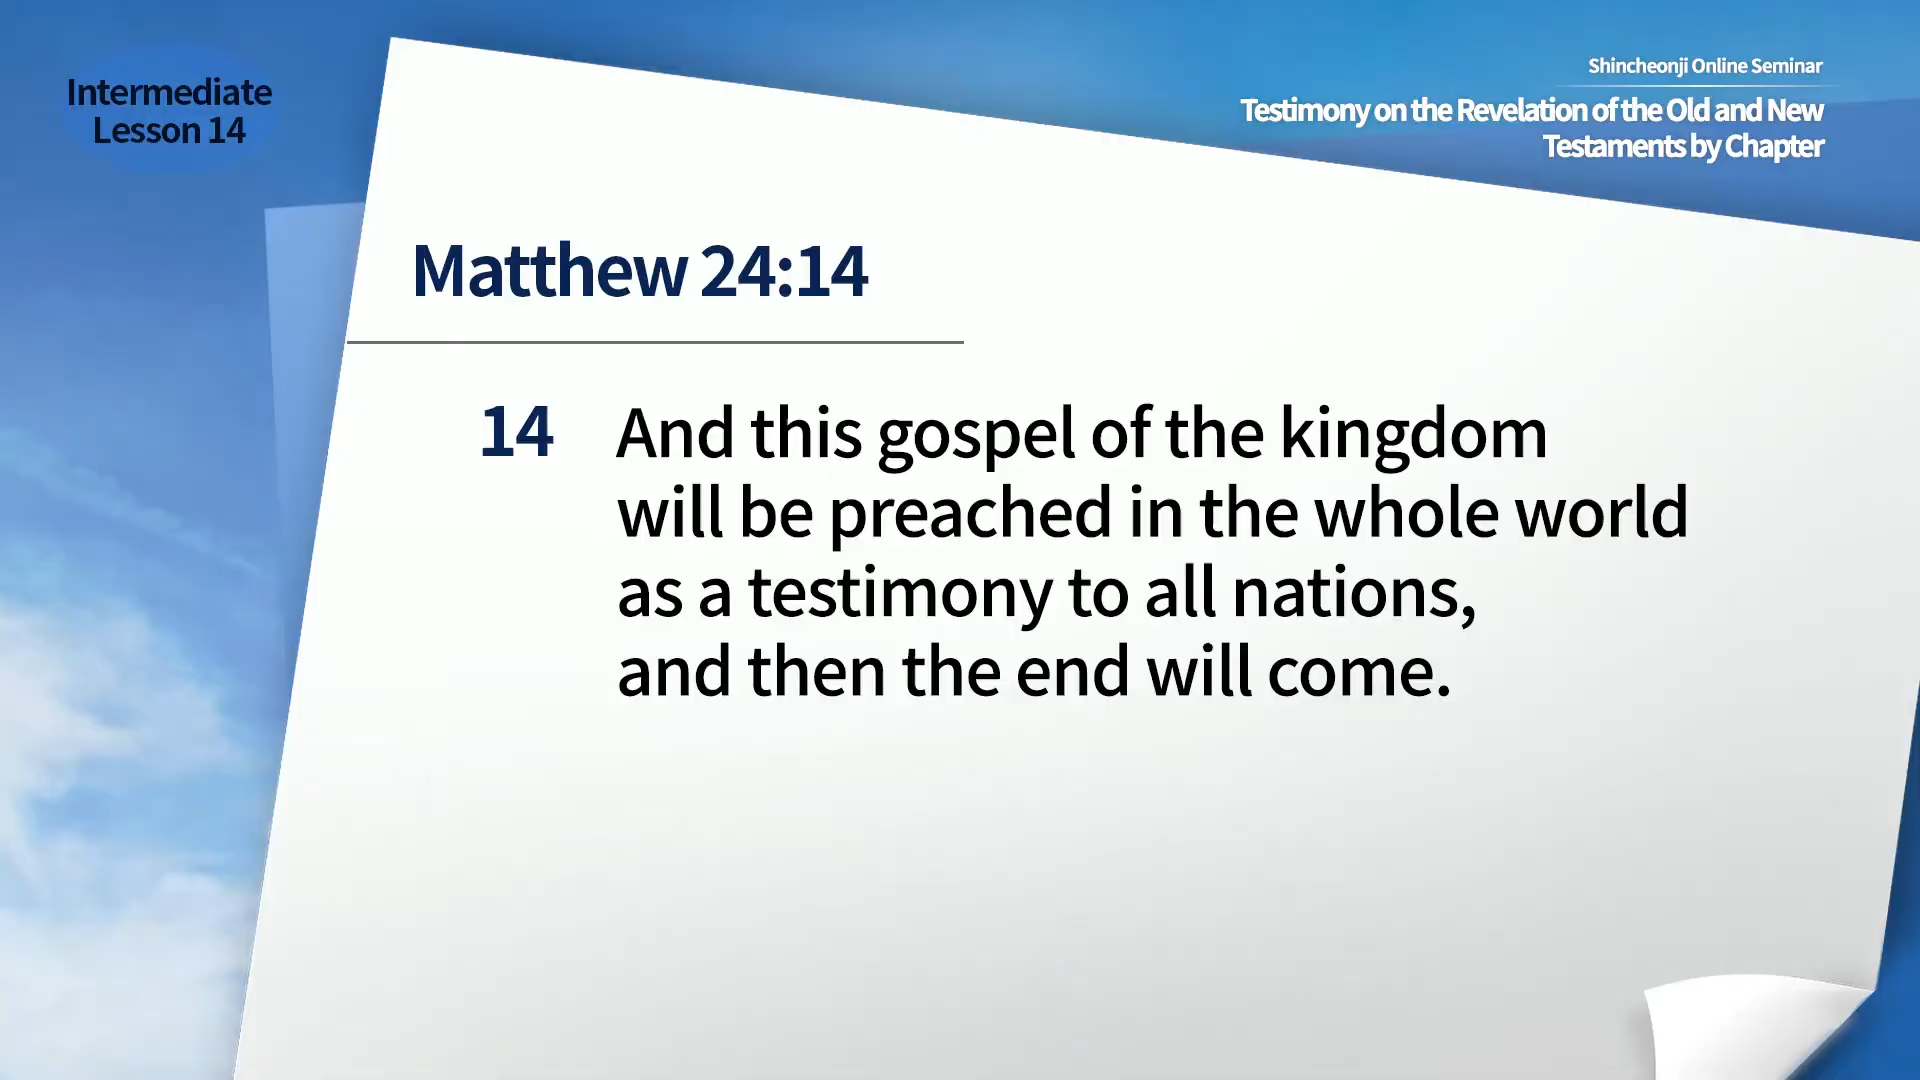 Intermediate
Lesson 14
Shincheonji Online Seminar
Testimony on the Revelation of the Old and New
Testaments by Chapter
Matthew 24:14
14 And this gospel of the kingdom
will be preached in the whole world
as a testimony to all nations,
and then the end will come.